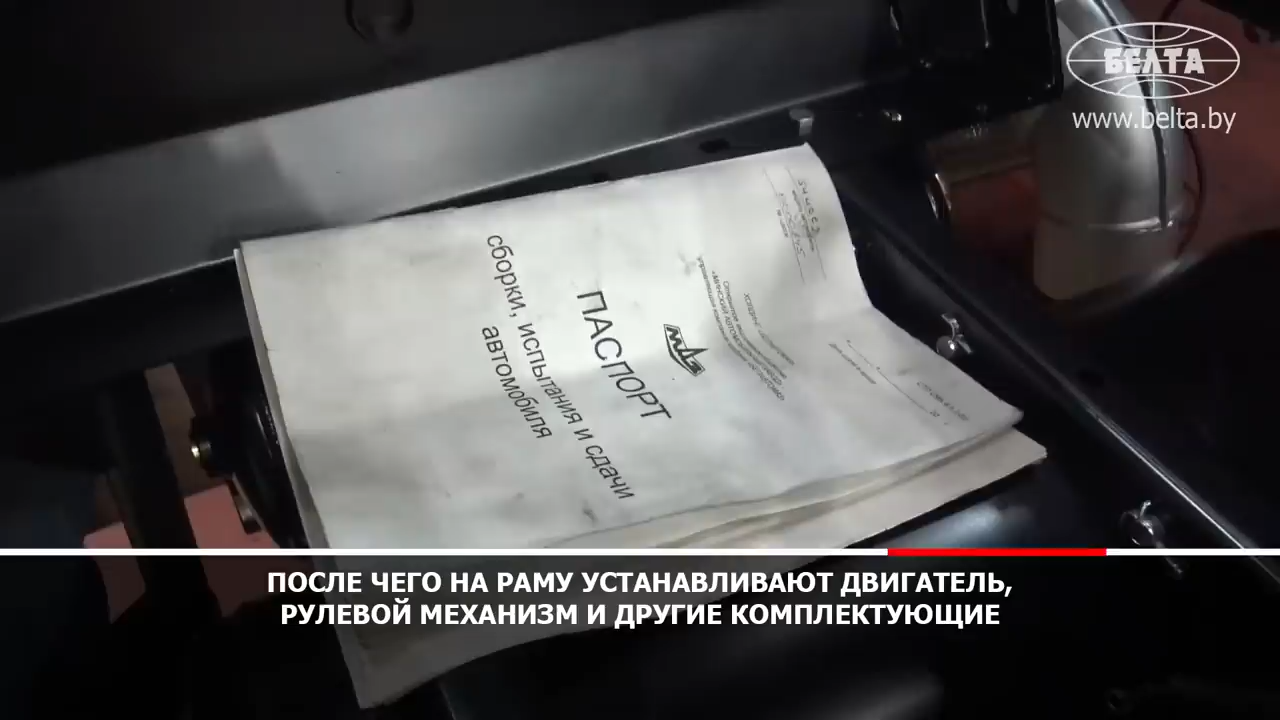 БЕЛТА
www.belta.by
МАЗ
ПАСПОРТ
сборки, испытания и сдачи
автомобиля
ПОСЛЕ ЧЕГО НА РАМУ УСТАНАВЛИВАЮТ ДВИГАТЕЛЬ,
РУЛЕВОЙ МЕХАНИЗМ И ДРУГИЕ КОМПЛЕКТУЮЩИЕ